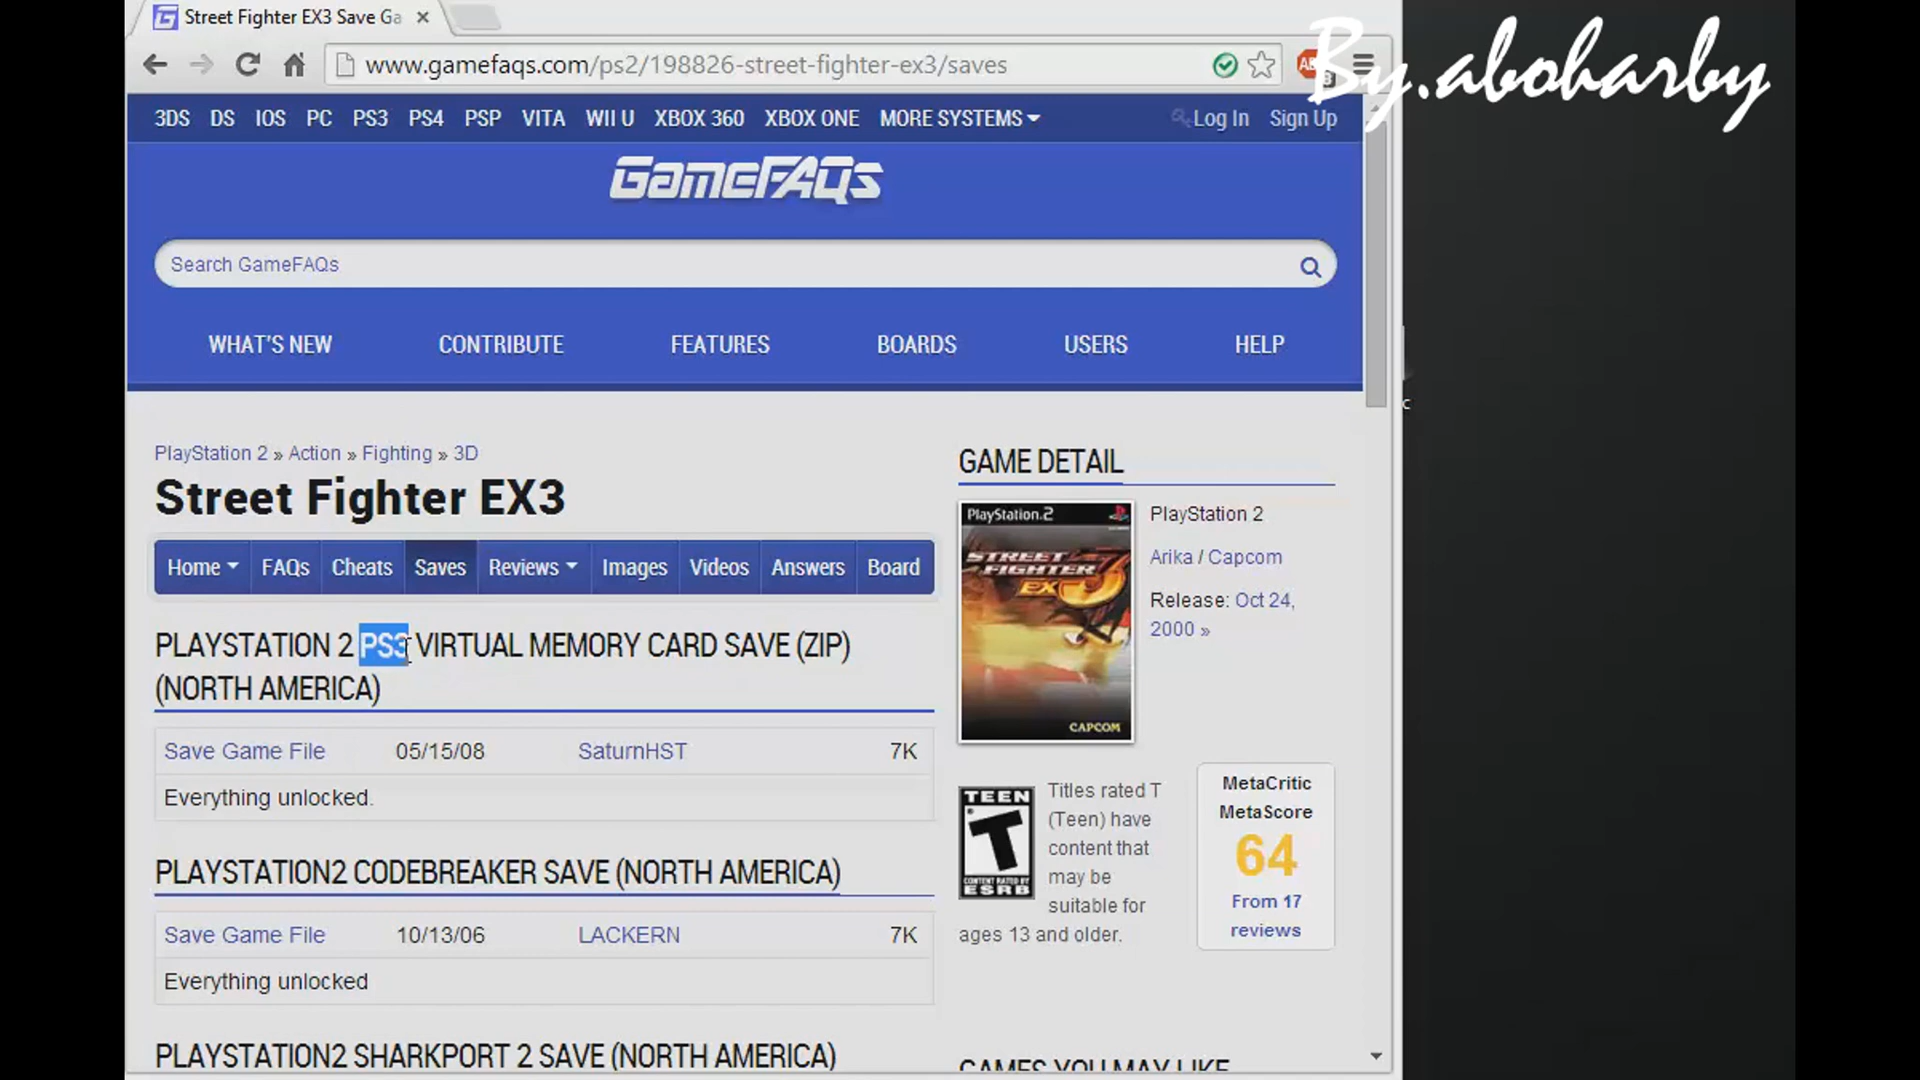 Street Fighter EX3 Save Ga
By.aboharby
www.gamefaqs.com/ps2/198826-street-fighter-ex3/saves
3DS DS IOS PC PS3 PS4 PSP VITA WII U XBOX 360 XBOX ONE MORE SYSTEMS Log In Sign Up
GameFAQs
Search GameFAQs
WHAT'S NEW CONTRIBUTE FEATURES BOARDS USERS HELP
c
PlayStation 2 » Action » Fighting » 3D
Street Fighter EX3
Home FAQs Cheats Saves Reviews Images Videos Answers Board
PLAYSTATION 2 PS3 VIRTUAL MEMORY CARD SAVE (ZIP)
(NORTH AMERICA)
Save Game File 05/15/08 SaturnHST 7K
Everything unlocked.
PLAYSTATION2 CODEBREAKER SAVE (NORTH AMERICA)
Save Game File 10/13/06 LACKERN 7K
Everything unlocked
PLAYSTATION2 SHARKPORT 2 SAVE (NORTH AMERICA)
GAME DETAIL
PlayStation.2
STREET
FIGHTER
EX3
CAPCOM
PlayStation 2
Arika / Capcom
Release: Oct 24,
2000 »
TEEN
T
CONTENT RATED BY
ESRB
Titles rated T
(Teen) have
content that
may be
suitable for
ages 13 and older.
MetaCritic
MetaScore
64
From 17
reviews
GAMES YOU MAY LIKE